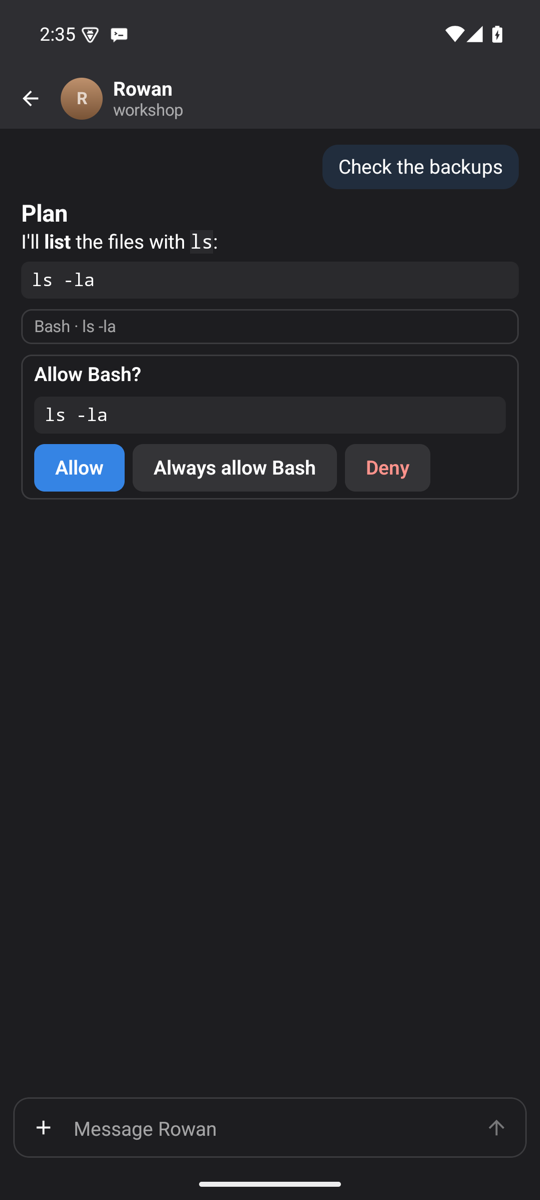 2:35
R
Rowan
workshop
Check the backups
Plan
I'll list the files with ls:
ls -la
Bash · ls -la
Allow Bash?
ls -la
Allow
Always allow Bash
Deny
+ Message Rowan